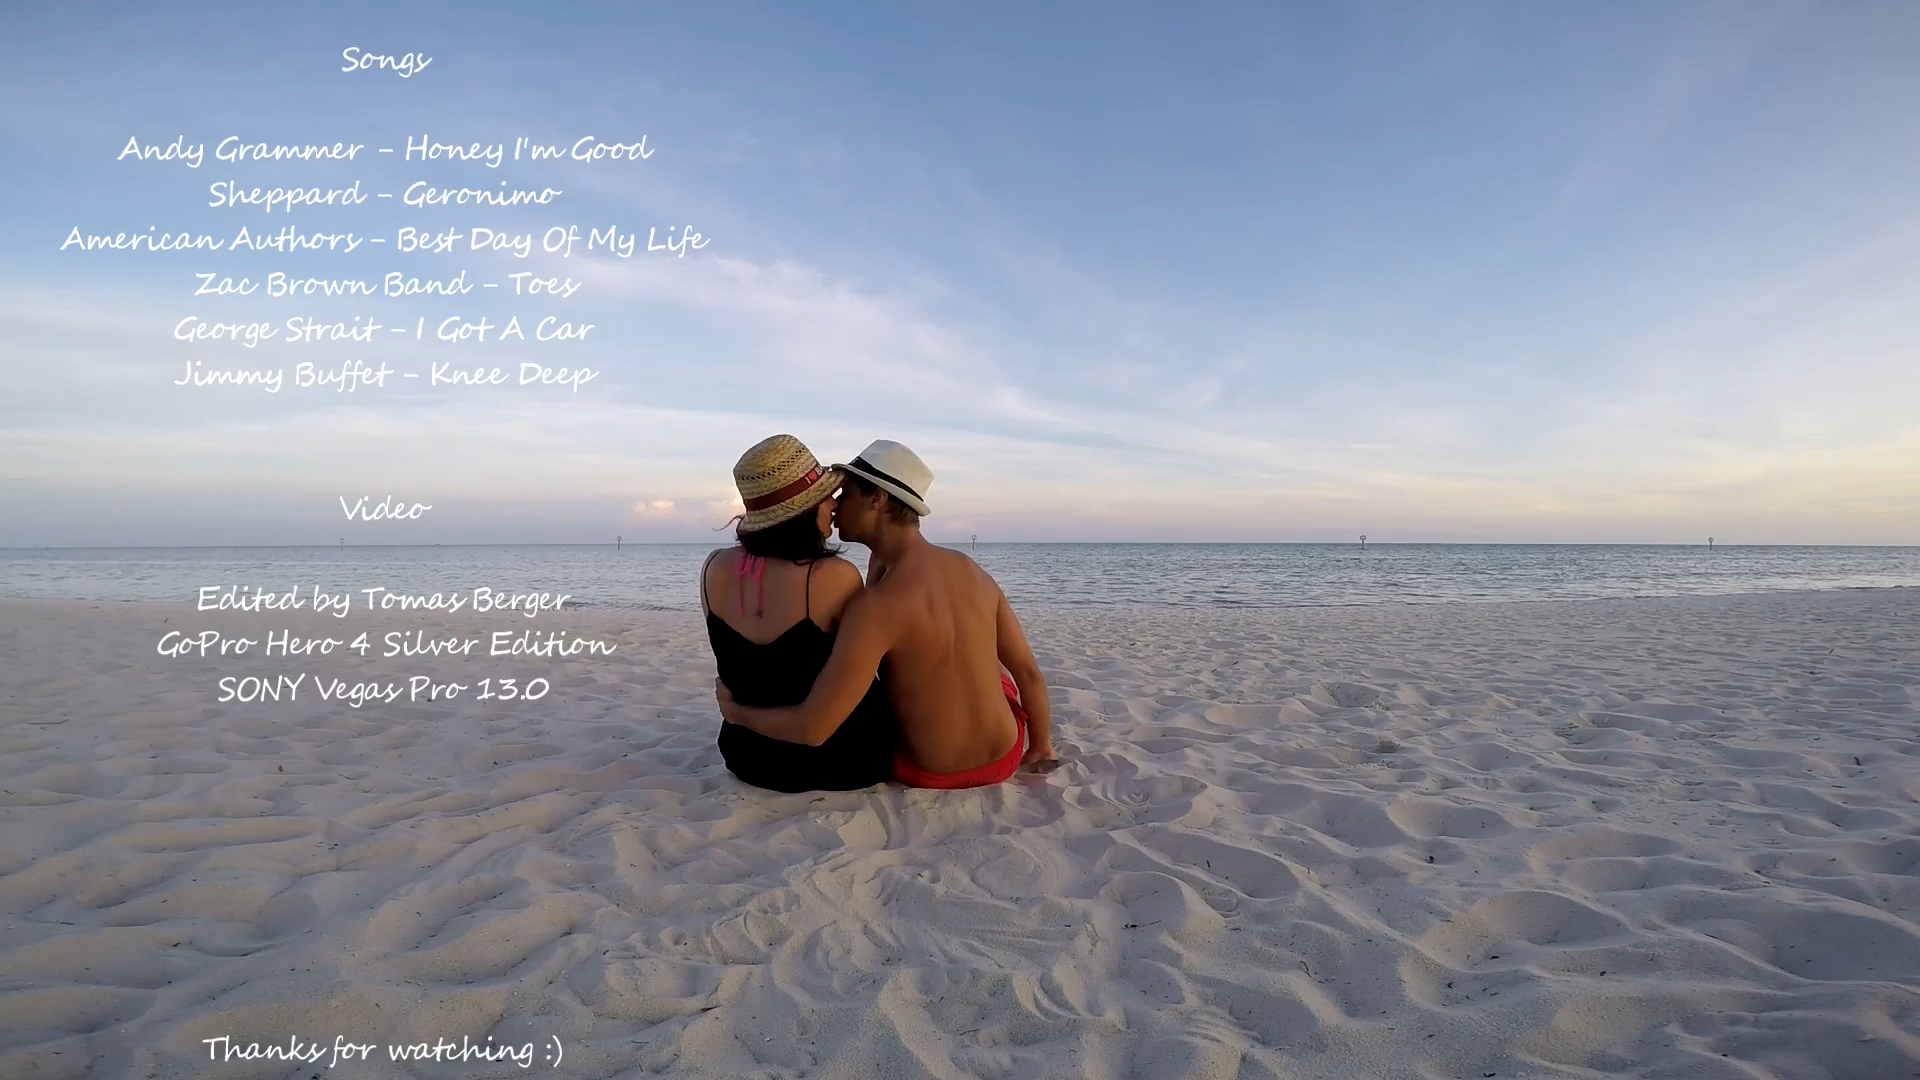 Songs
Andy Grammer - Honey I'm Good
Sheppard - Geronimo
American Authors - Best Day Of My Life
Zac Brown Band - Toes
George Strait - I Got A Car
Jimmy Buffet - Knee Deep
Video
Edited by Tomas Berger
GoPro Hero 4 Silver Edition
SONY Vegas Pro 13.0
Thanks for watching :)